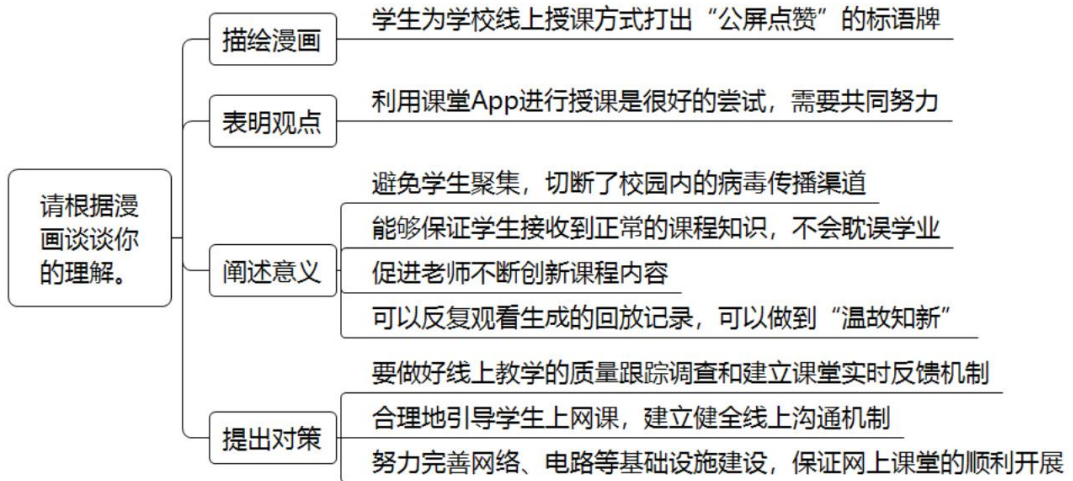 请根据漫
画谈谈你
的理解。
描绘漫画
学生为学校线上授课方式打出“公屏点赞”的标语牌
表明观点
利用课堂App进行授课是很好的尝试，需要共同努力
阐述意义
避免学生聚集，切断了校园内的病毒传播渠道
能够保证学生接收到正常的课程知识，不会耽误学业
促进老师不断创新课程内容
可以反复观看生成的回放记录，可以做到“温故知新”
提出对策
要做好线上教学的质量跟踪调查和建立课堂实时反馈机制
合理地引导学生上网课，建立健全线上沟通机制
努力完善网络、电路等基础设施建设，保证网上课堂的顺利开展